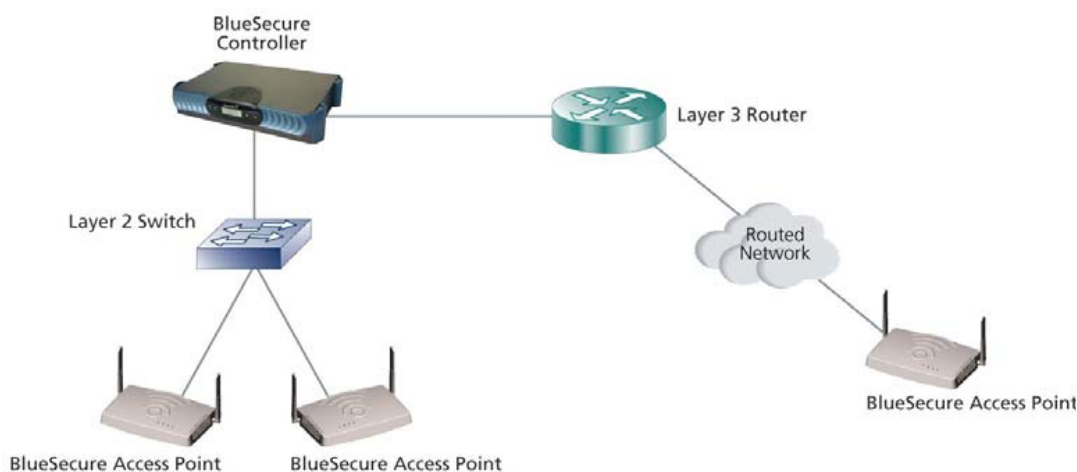 BlueSecure
Controller
Layer 3 Router
Layer 2 Switch
Routed
Network
BlueSecure Access Point
BlueSecure Access Point
BlueSecure Access Point